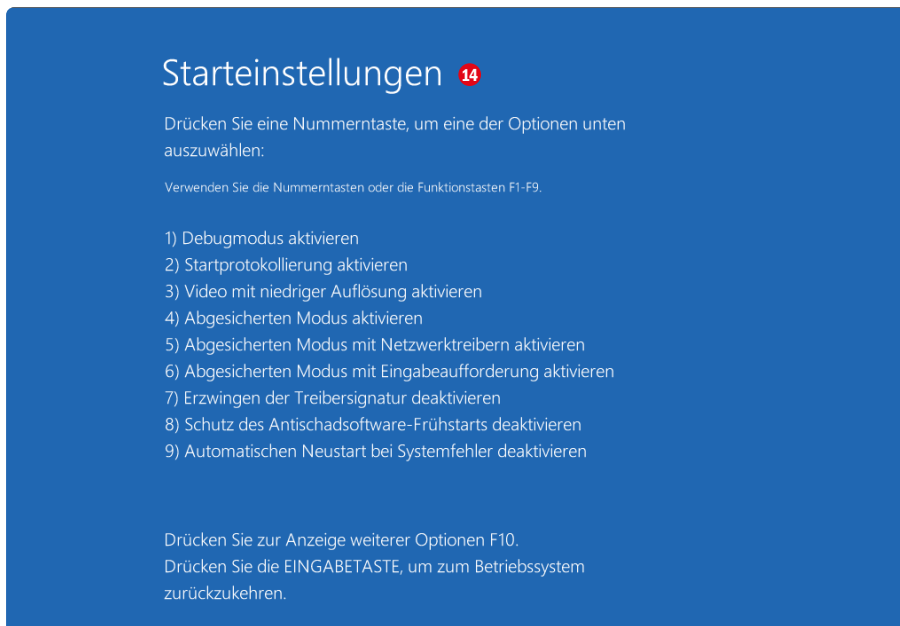 Starteinstellungen 14
Drücken Sie eine Nummerntaste, um eine der Optionen unten
auszuwählen:
Verwenden Sie die Nummerntasten oder die Funktionstasten F1-F9.
1) Debugmodus aktivieren
2) Startprotokollierung aktivieren
3) Video mit niedriger Auflösung aktivieren
4) Abgesicherten Modus aktivieren
5) Abgesicherten Modus mit Netzwerktreibern aktivieren
6) Abgesicherten Modus mit Eingabeaufforderung aktivieren
7) Erzwingen der Treibersignatur deaktivieren
8) Schutz des Antischadsoftware-Frühstarts deaktivieren
9) Automatischen Neustart bei Systemfehler deaktivieren
Drücken Sie zur Anzeige weiterer Optionen F10.
Drücken Sie die EINGABETASTE, um zum Betriebssystem
zurückzukehren.